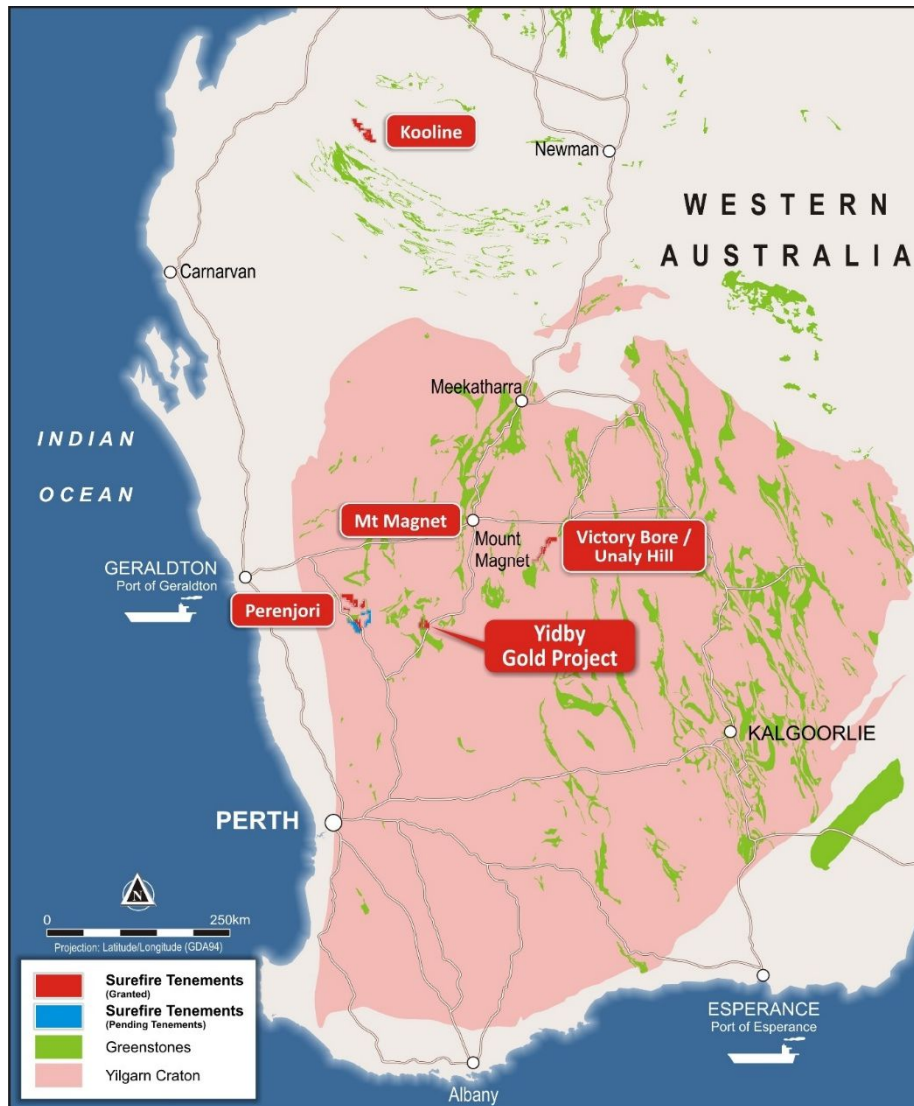 Kooline
Newman
WESTERN
AUSTRALIA
Carnarvan
Meekatharra
INDIAN
OCEAN
Mt Magnet
Mount
Magnet
Victory Bore /
Unaly Hill
GERALDTON
Port of Geraldton
Perenjori
Yidby
Gold Project
KALGOORLIE
PERTH
N
0 250km
Projection: Latitude/Longitude (GDA94)
Surefire Tenements
(Granted)
Surefire Tenements
(Pending Tenements)
Greenstones
Yilgarn Craton
ESPERANCE
Port of Esperance
Albany